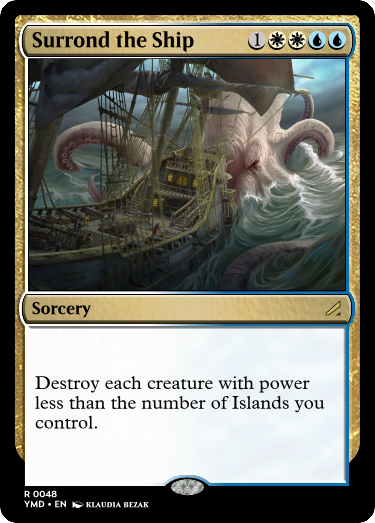 Surrond the Ship 1
Sorcery
Destroy each creature with power
less than the number of Islands you
control.
R 0048
YMD • EN KLAUDIA BEZAK